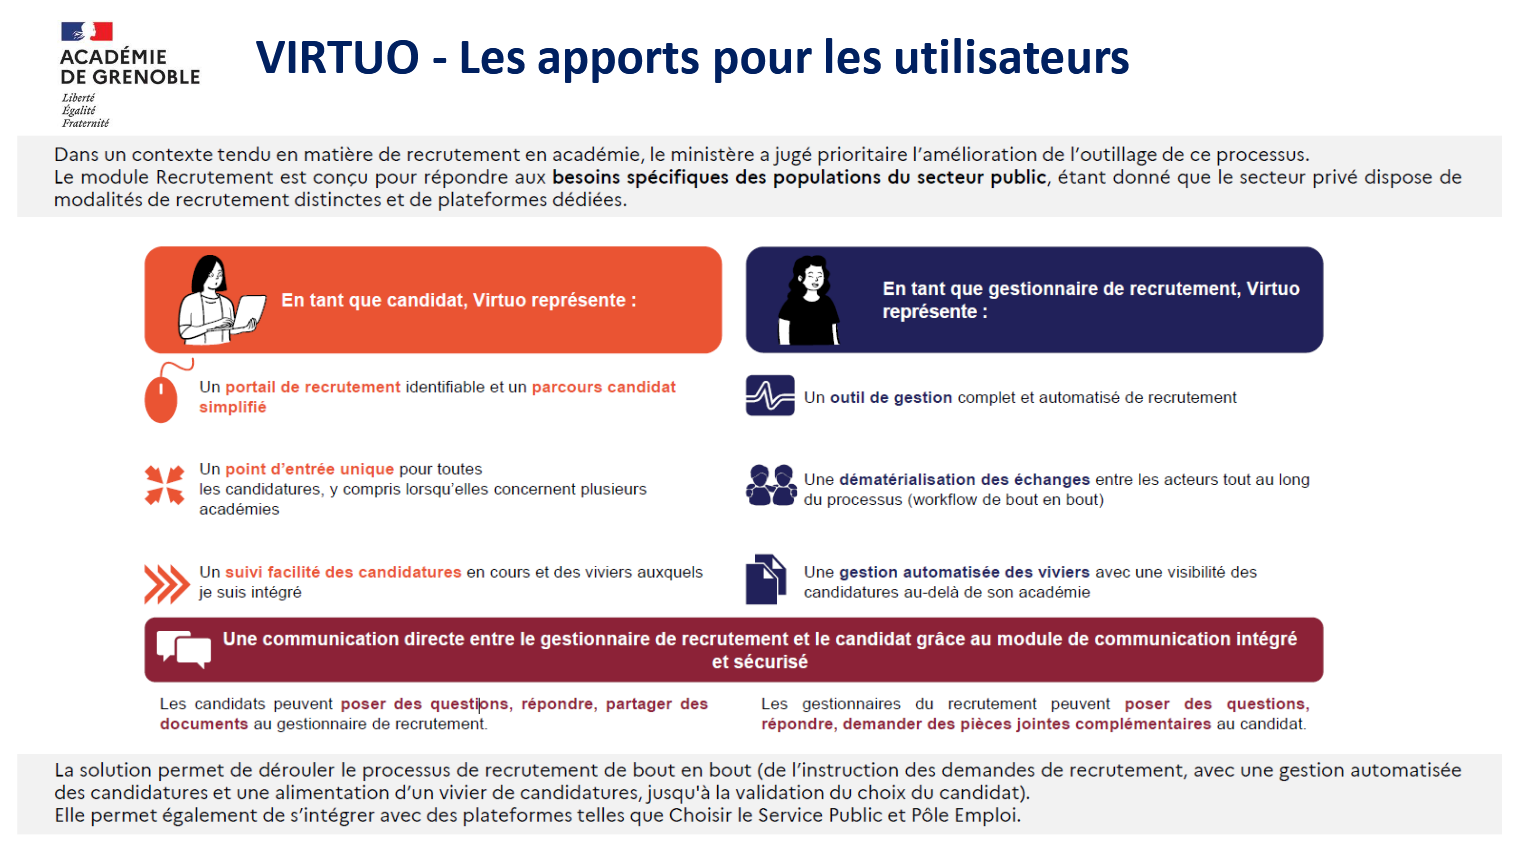 ACADÉMIE
DE GRENOBLE
Liberté
Égalité
Fraternité
VIRTUO - Les apports pour les utilisateurs
Dans un contexte tendu en matière de recrutement en académie, le ministère a jugé prioritaire l’amélioration de l’outillage de ce processus.
Le module Recrutement est conçu pour répondre aux besoins spécifiques des populations du secteur public, étant donné que le secteur privé dispose de
modalités de recrutement distinctes et de plateformes dédiées.
En tant que candidat, Virtuo représente :
Un portail de recrutement identifiable et un parcours candidat
simplifié
Un point d’entrée unique pour toutes
les candidatures, y compris lorsqu’elles concernent plusieurs
académies
Un suivi facilité des candidatures en cours et des viviers auxquels
je suis intégré
En tant que gestionnaire de recrutement, Virtuo
représente :
Un outil de gestion complet et automatisé de recrutement
Une dématérialisation des échanges entre les acteurs tout au long
du processus (workflow de bout en bout)
Une gestion automatisée des viviers avec une visibilité des
candidatures au-delà de son académie
Une communication directe entre le gestionnaire de recrutement et le candidat grâce au module de communication intégré
et sécurisé
Les candidats peuvent poser des questions, répondre, partager des
documents au gestionnaire de recrutement.
Les gestionnaires du recrutement peuvent poser des questions,
répondre, demander des pièces jointes complémentaires au candidat.
La solution permet de dérouler le processus de recrutement de bout en bout (de l’instruction des demandes de recrutement, avec une gestion automatisée
des candidatures et une alimentation d’un vivier de candidatures, jusqu'à la validation du choix du candidat).
Elle permet également de s’intégrer avec des plateformes telles que Choisir le Service Public et Pôle Emploi.